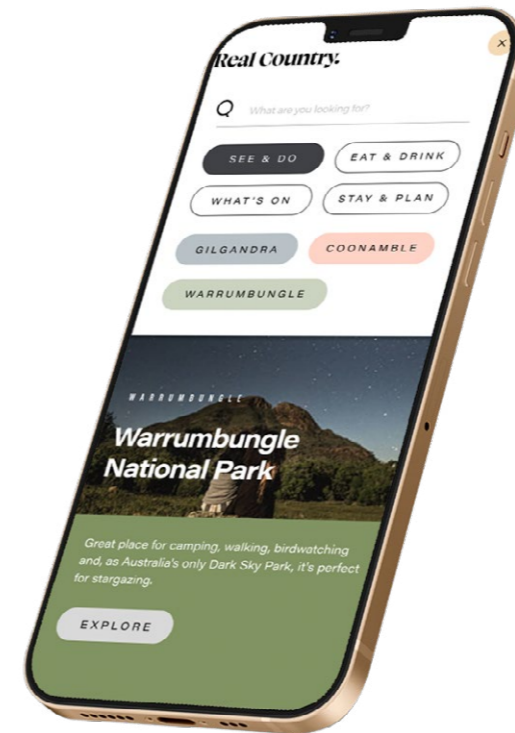 Real Country.
What are you looking for?
SEE & DO
EAT & DRINK
WHAT'S ON
STAY & PLAN
GILGANDRA
COONAMBLE
WARRUMBUNGLE
WARRUMBUNGLE
Warrumbungle
National Park
Great place for camping, walking, birdwatching
and, as Australia's only Dark Sky Park, it's perfect
for stargazing.
EXPLORE